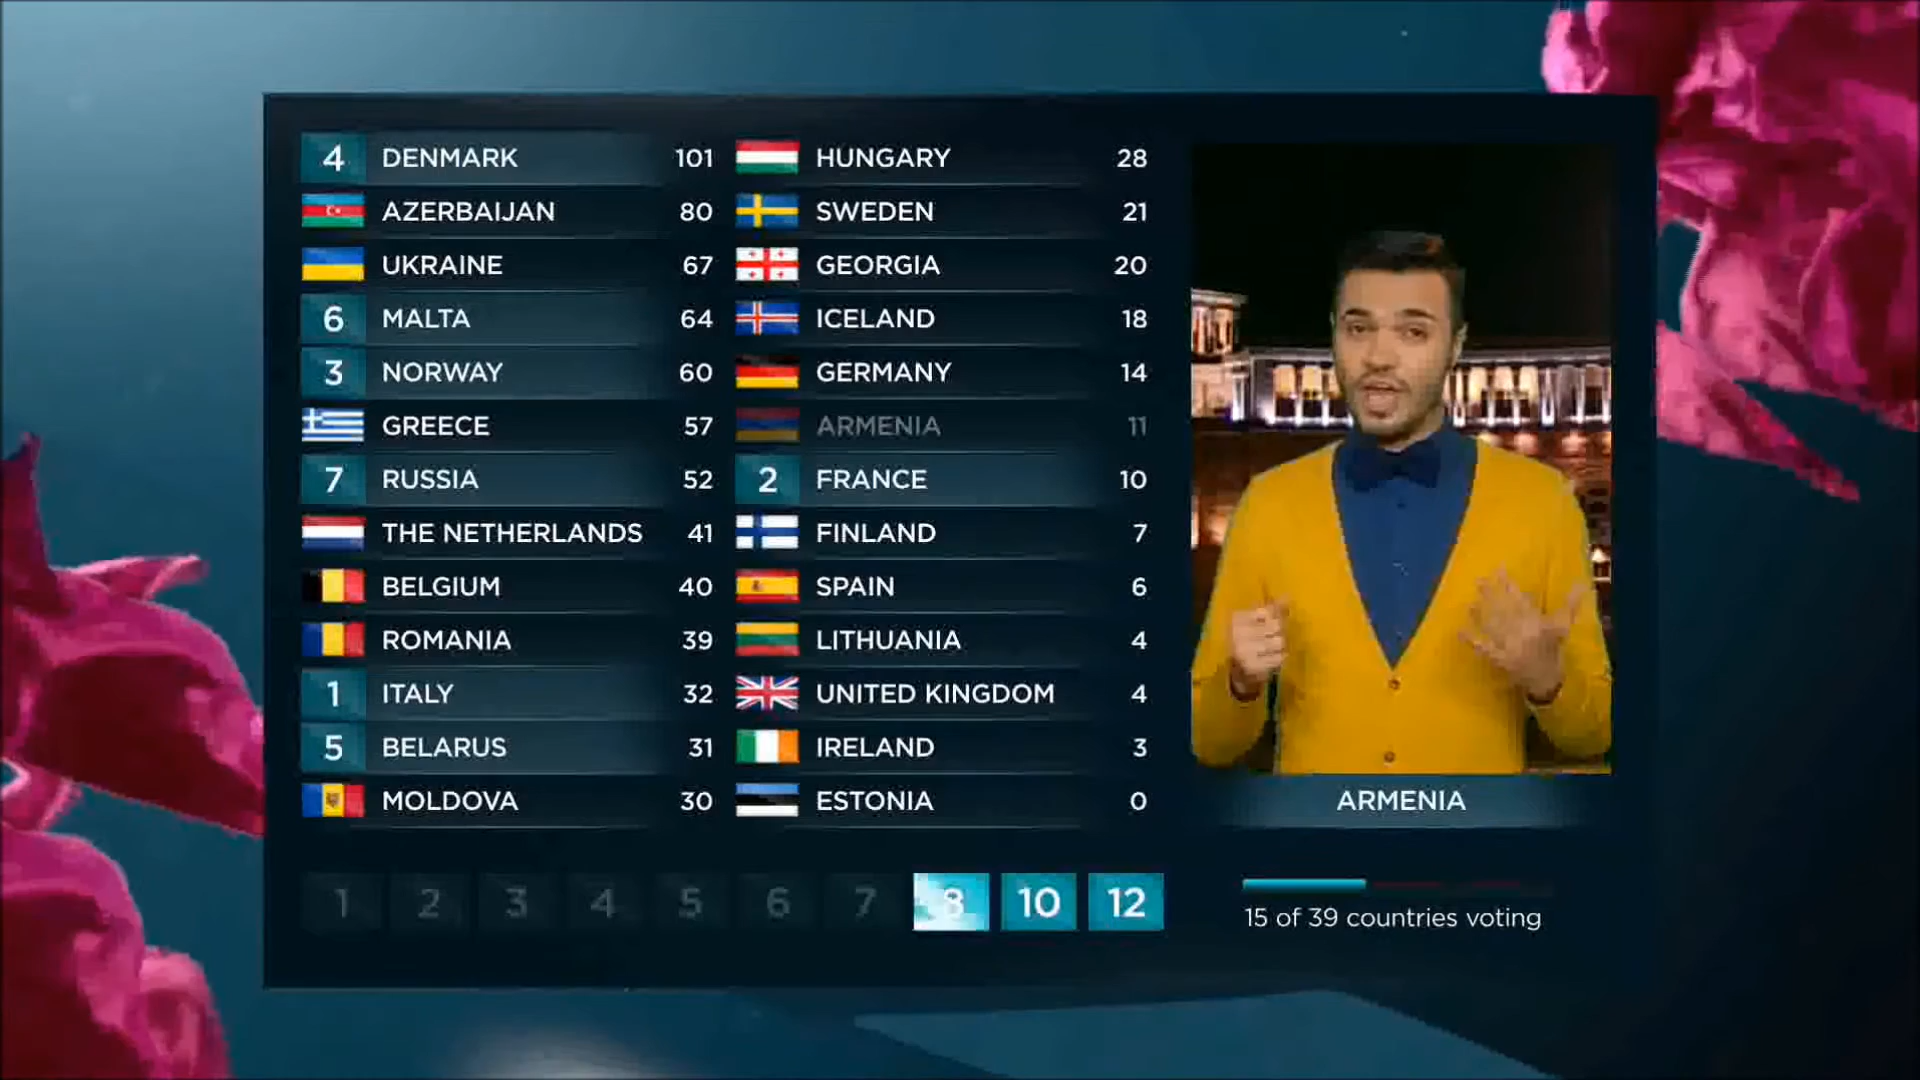 4 DENMARK 101
AZERBAIJAN 80
UKRAINE 67
6 MALTA 64
3 NORWAY 60
GREECE 57
7 RUSSIA 52
THE NETHERLANDS 41
BELGIUM 40
ROMANIA 39
1 ITALY 32
5 BELARUS 31
MOLDOVA 30
HUNGARY 28
SWEDEN 21
GEORGIA 20
ICELAND 18
GERMANY 14
ARMENIA 11
2 FRANCE 10
FINLAND 7
SPAIN 6
LITHUANIA 4
UNITED KINGDOM 4
IRELAND 3
ESTONIA 0
ARMENIA
1 2 3 4 5 6 7 8 10 12
15 of 39 countries voting